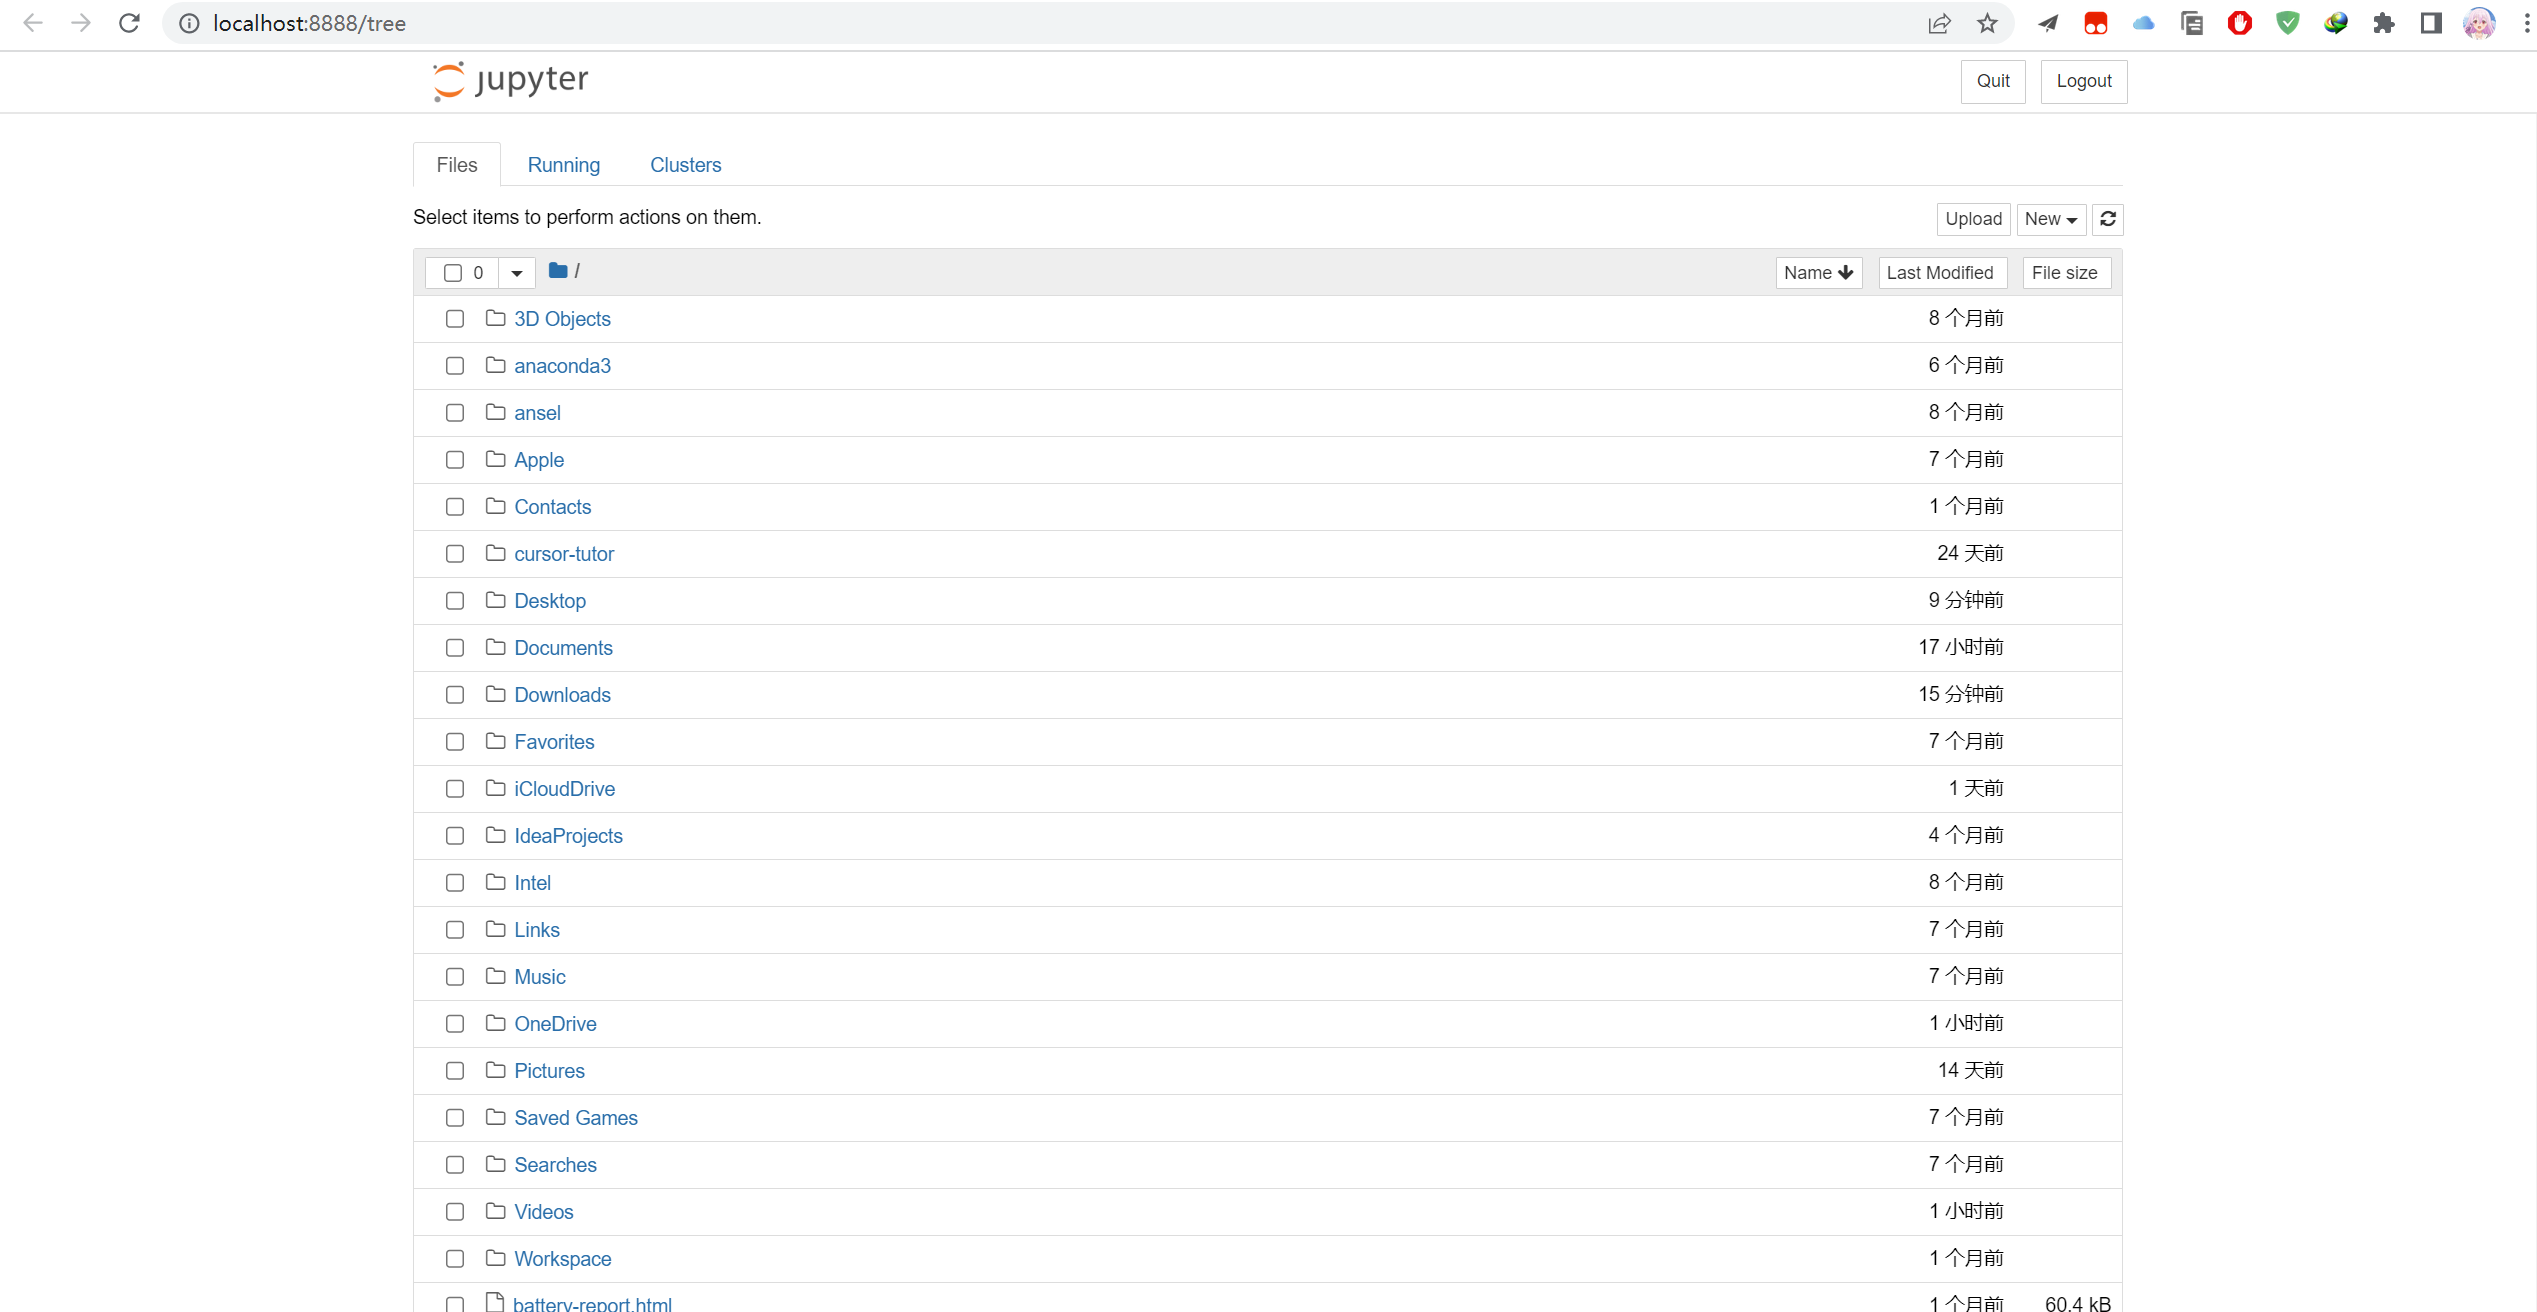 localhost:8888/tree
jupyter
Quit Logout
Files Running Clusters
Select items to perform actions on them.
Upload New
0 / Name Last Modified File size
3D Objects 8 个月前
anaconda3 6 个月前
ansel 8 个月前
Apple 7 个月前
Contacts 1 个月前
cursor-tutor 24 天前
Desktop 9 分钟前
Documents 17 小时前
Downloads 15 分钟前
Favorites 7 个月前
iCloudDrive 1 天前
IdeaProjects 4 个月前
Intel 8 个月前
Links 7 个月前
Music 7 个月前
OneDrive 1 小时前
Pictures 14 天前
Saved Games 7 个月前
Searches 7 个月前
Videos 1 小时前
Workspace 1 个月前
battery-report.html 1 个月前 60.4 kB